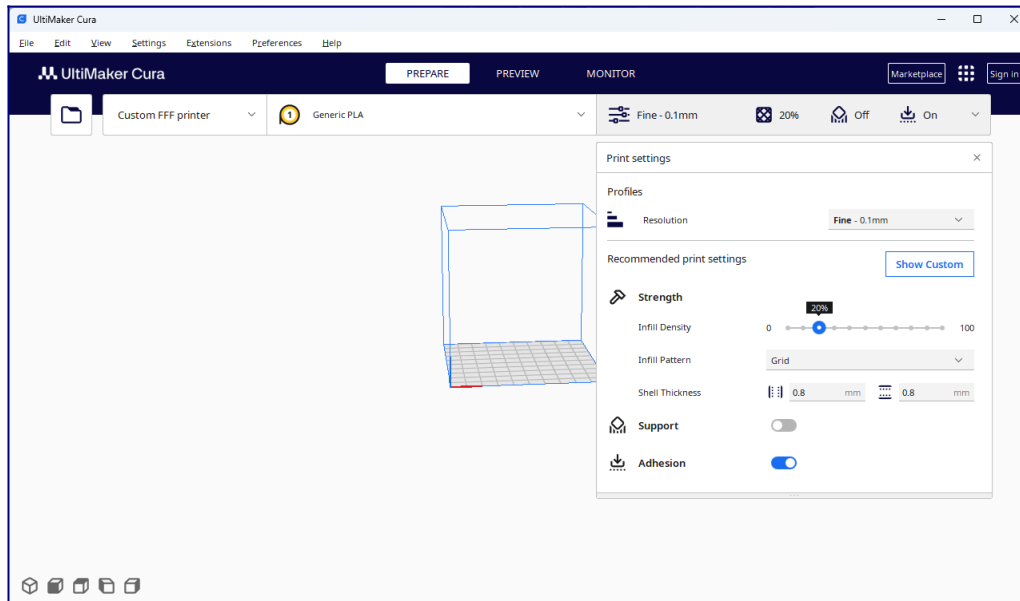 UltiMaker Cura
File Edit View Settings Extensions Preferences Help
UltiMaker Cura PREPARE PREVIEW MONITOR Marketplace Sign in
Custom FFF printer 1 Generic PLA Fine - 0.1mm 20% Off On
Print settings
Profiles
Resolution Fine - 0.1mm
Recommended print settings Show Custom
Strength
20%
Infill Density 0 100
Infill Pattern Grid
Shell Thickness 0.8 mm 0.8 mm
Support
Adhesion